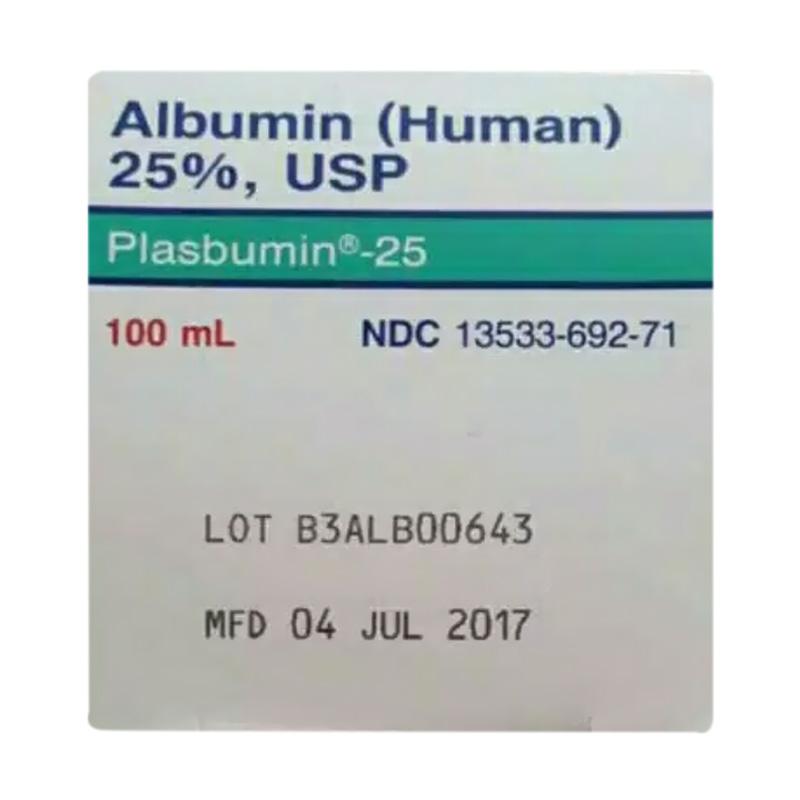 Albumin (Human)
25%, USP
Plasbumin®-25
100 mL NDC 13533-692-71
LOT B3ALB00643
MFD 04 JUL 2017